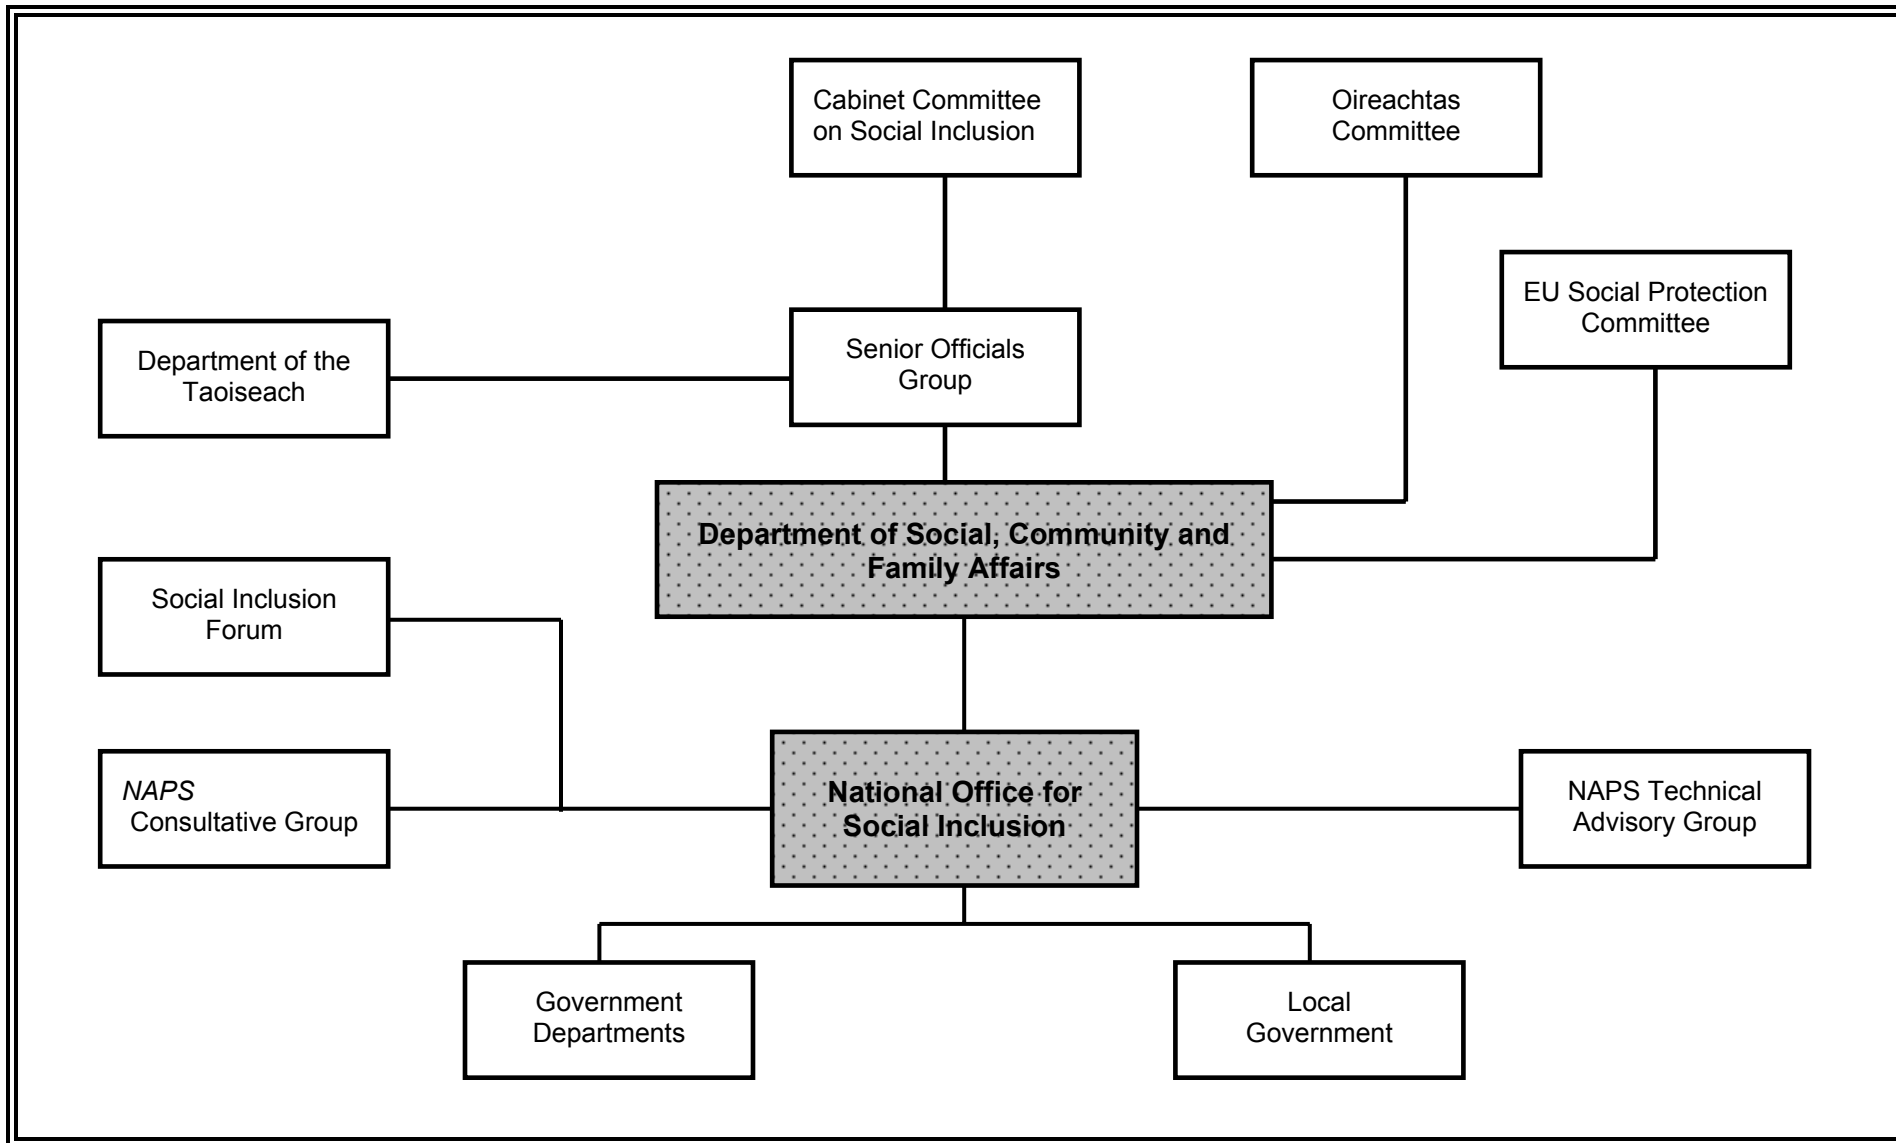 Cabinet Committee
on Social Inclusion
Oireachtas
Committee
EU Social Protection
Committee
Senior Officials
Group
Department of the
Taoiseach
Department of Social, Community and
Family Affairs
Social Inclusion
Forum
NAPS
Consultative Group
National Office for
Social Inclusion
NAPS Technical
Advisory Group
Government
Departments
Local
Government